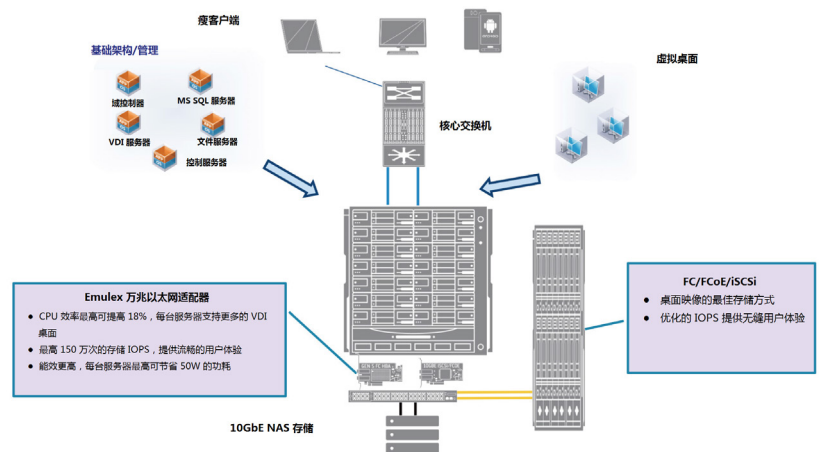 瘦客户端
基础架构/管理
虚拟桌面
域控制器
MS SQL 服务器
VDI 服务器
文件服务器
控制服务器
核心交换机
Emulex 万兆以太网适配器
• CPU 效率最高可提高 18%，每台服务器支持更多的 VDI
桌面
• 最高 150 万次的存储 IOPS，提供流畅的用户体验
• 能效更高，每台服务器最高可节省 50W 的功耗
FC/FCoE/iSCSi
• 桌面映像的最佳存储方式
• 优化的 IOPS 提供无缝用户体验
10GbE NAS 存储